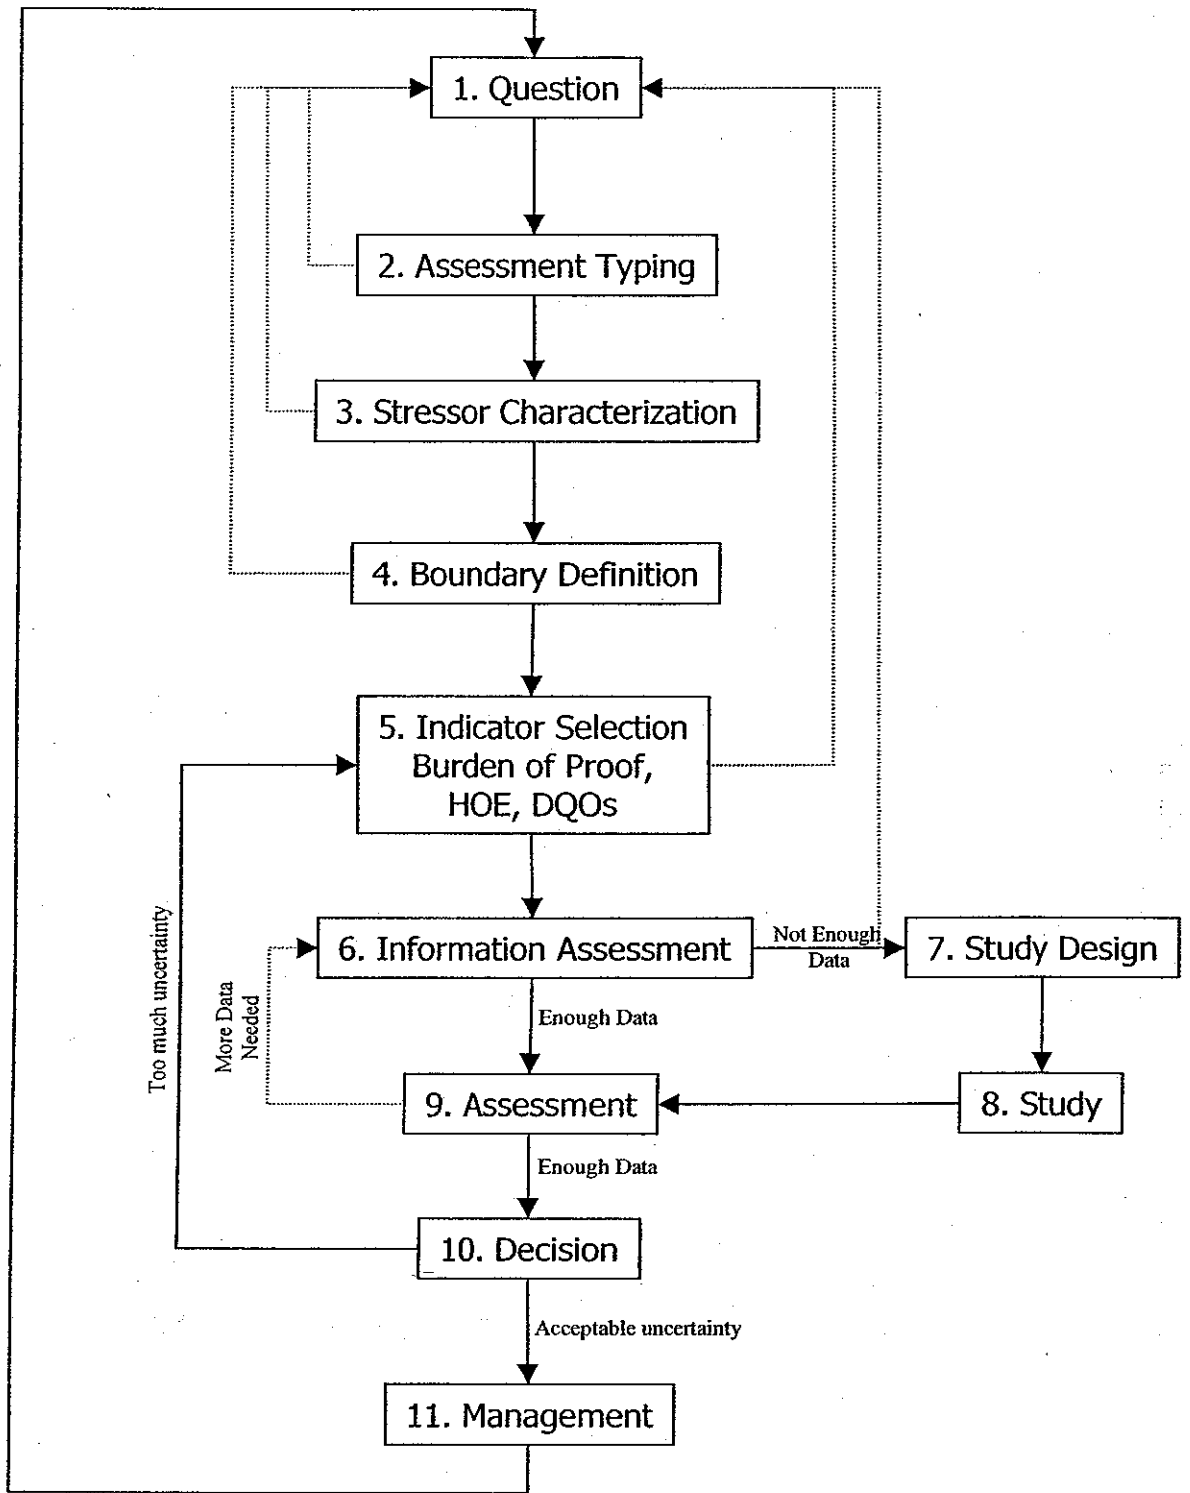 1. Question
2. Assessment Typing
3. Stressor Characterization
4. Boundary Definition
5. Indicator Selection
Burden of Proof,
HOE, DQOs
Too much uncertainty
More Data
Needed
6. Information Assessment
Not Enough
Data
7. Study Design
Enough Data
9. Assessment
8. Study
Enough Data
10. Decision
Acceptable uncertainty
11. Management